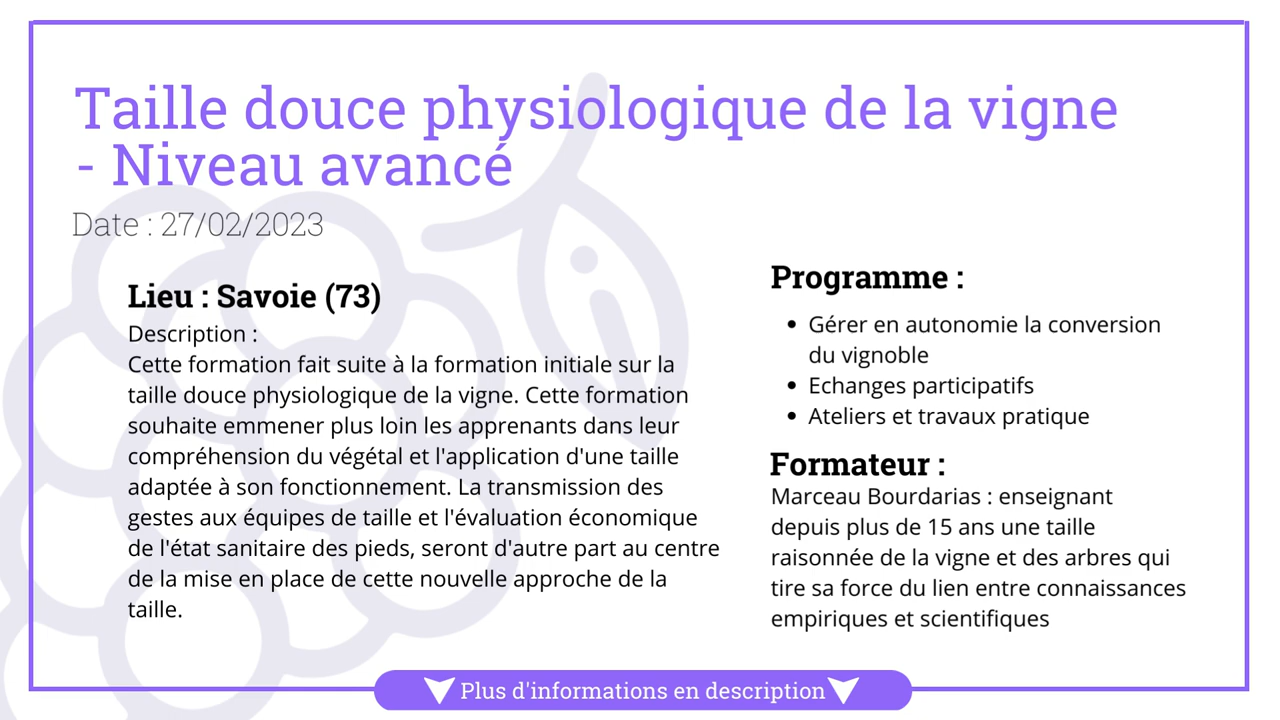 Taille douce physiologique de la vigne
- Niveau avancé
Date : 27/02/2023
Lieu : Savoie (73)
Description :
Cette formation fait suite à la formation initiale sur la
taille douce physiologique de la vigne. Cette formation
souhaite emmener plus loin les apprenants dans leur
compréhension du végétal et l'application d'une taille
adaptée à son fonctionnement. La transmission des
gestes aux équipes de taille et l'évaluation économique
de l'état sanitaire des pieds, seront d'autre part au centre
de la mise en place de cette nouvelle approche de la
taille.
Programme :
• Gérer en autonomie la conversion
du vignoble
• Echanges participatifs
• Ateliers et travaux pratique
Formateur :
Marceau Bourdarias : enseignant
depuis plus de 15 ans une taille
raisonnée de la vigne et des arbres qui
tire sa force du lien entre connaissances
empiriques et scientifiques
Plus d'informations en description